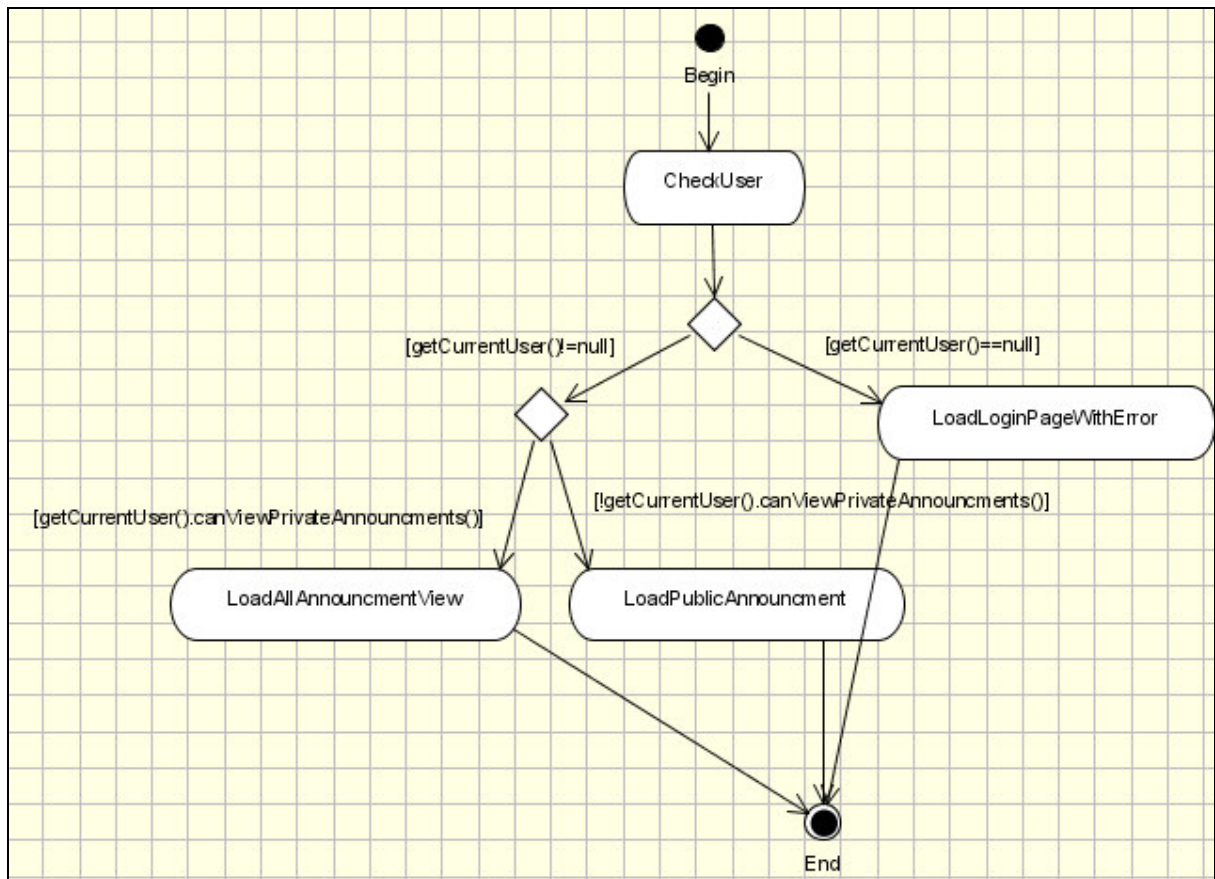 Begin
CheckUser
[getCurrentUser()!=null]
[getCurrentUser()==null]
LoadLoginPageWithError
[getCurrentUser().canViewPrivateAnnouncments()]
[!getCurrentUser().canViewPrivateAnnouncments()]
LoadAllAnnouncmentView
LoadPublicAnnouncment
End